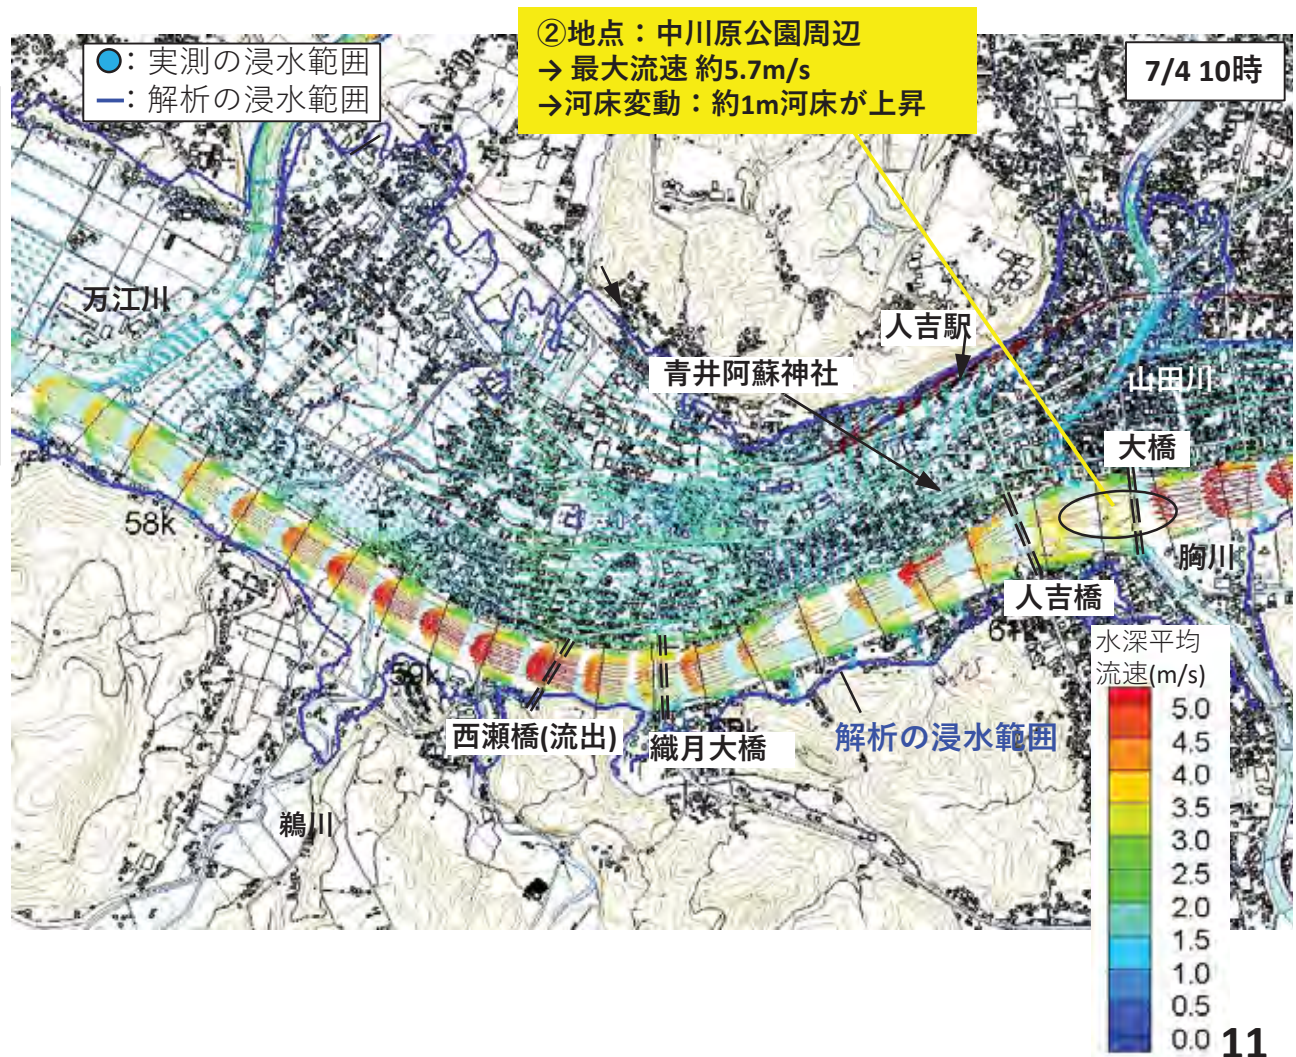 ②地点：中川原公園周辺
→ 最大流速 約5.7m/s
→河床変動：約1m河床が上昇
：実測の浸水範囲
：解析の浸水範囲
7/4 10時
万江川
人吉駅
青井阿蘇神社
山田川
大橋
58k
胸川
人吉橋
59k
西瀬橋(流出)
織月大橋
解析の浸水範囲
鵜川
水深平均
流速(m/s)
5.0
4.5
4.0
3.5
3.0
2.5
2.0
1.5
1.0
0.5
0.0
11